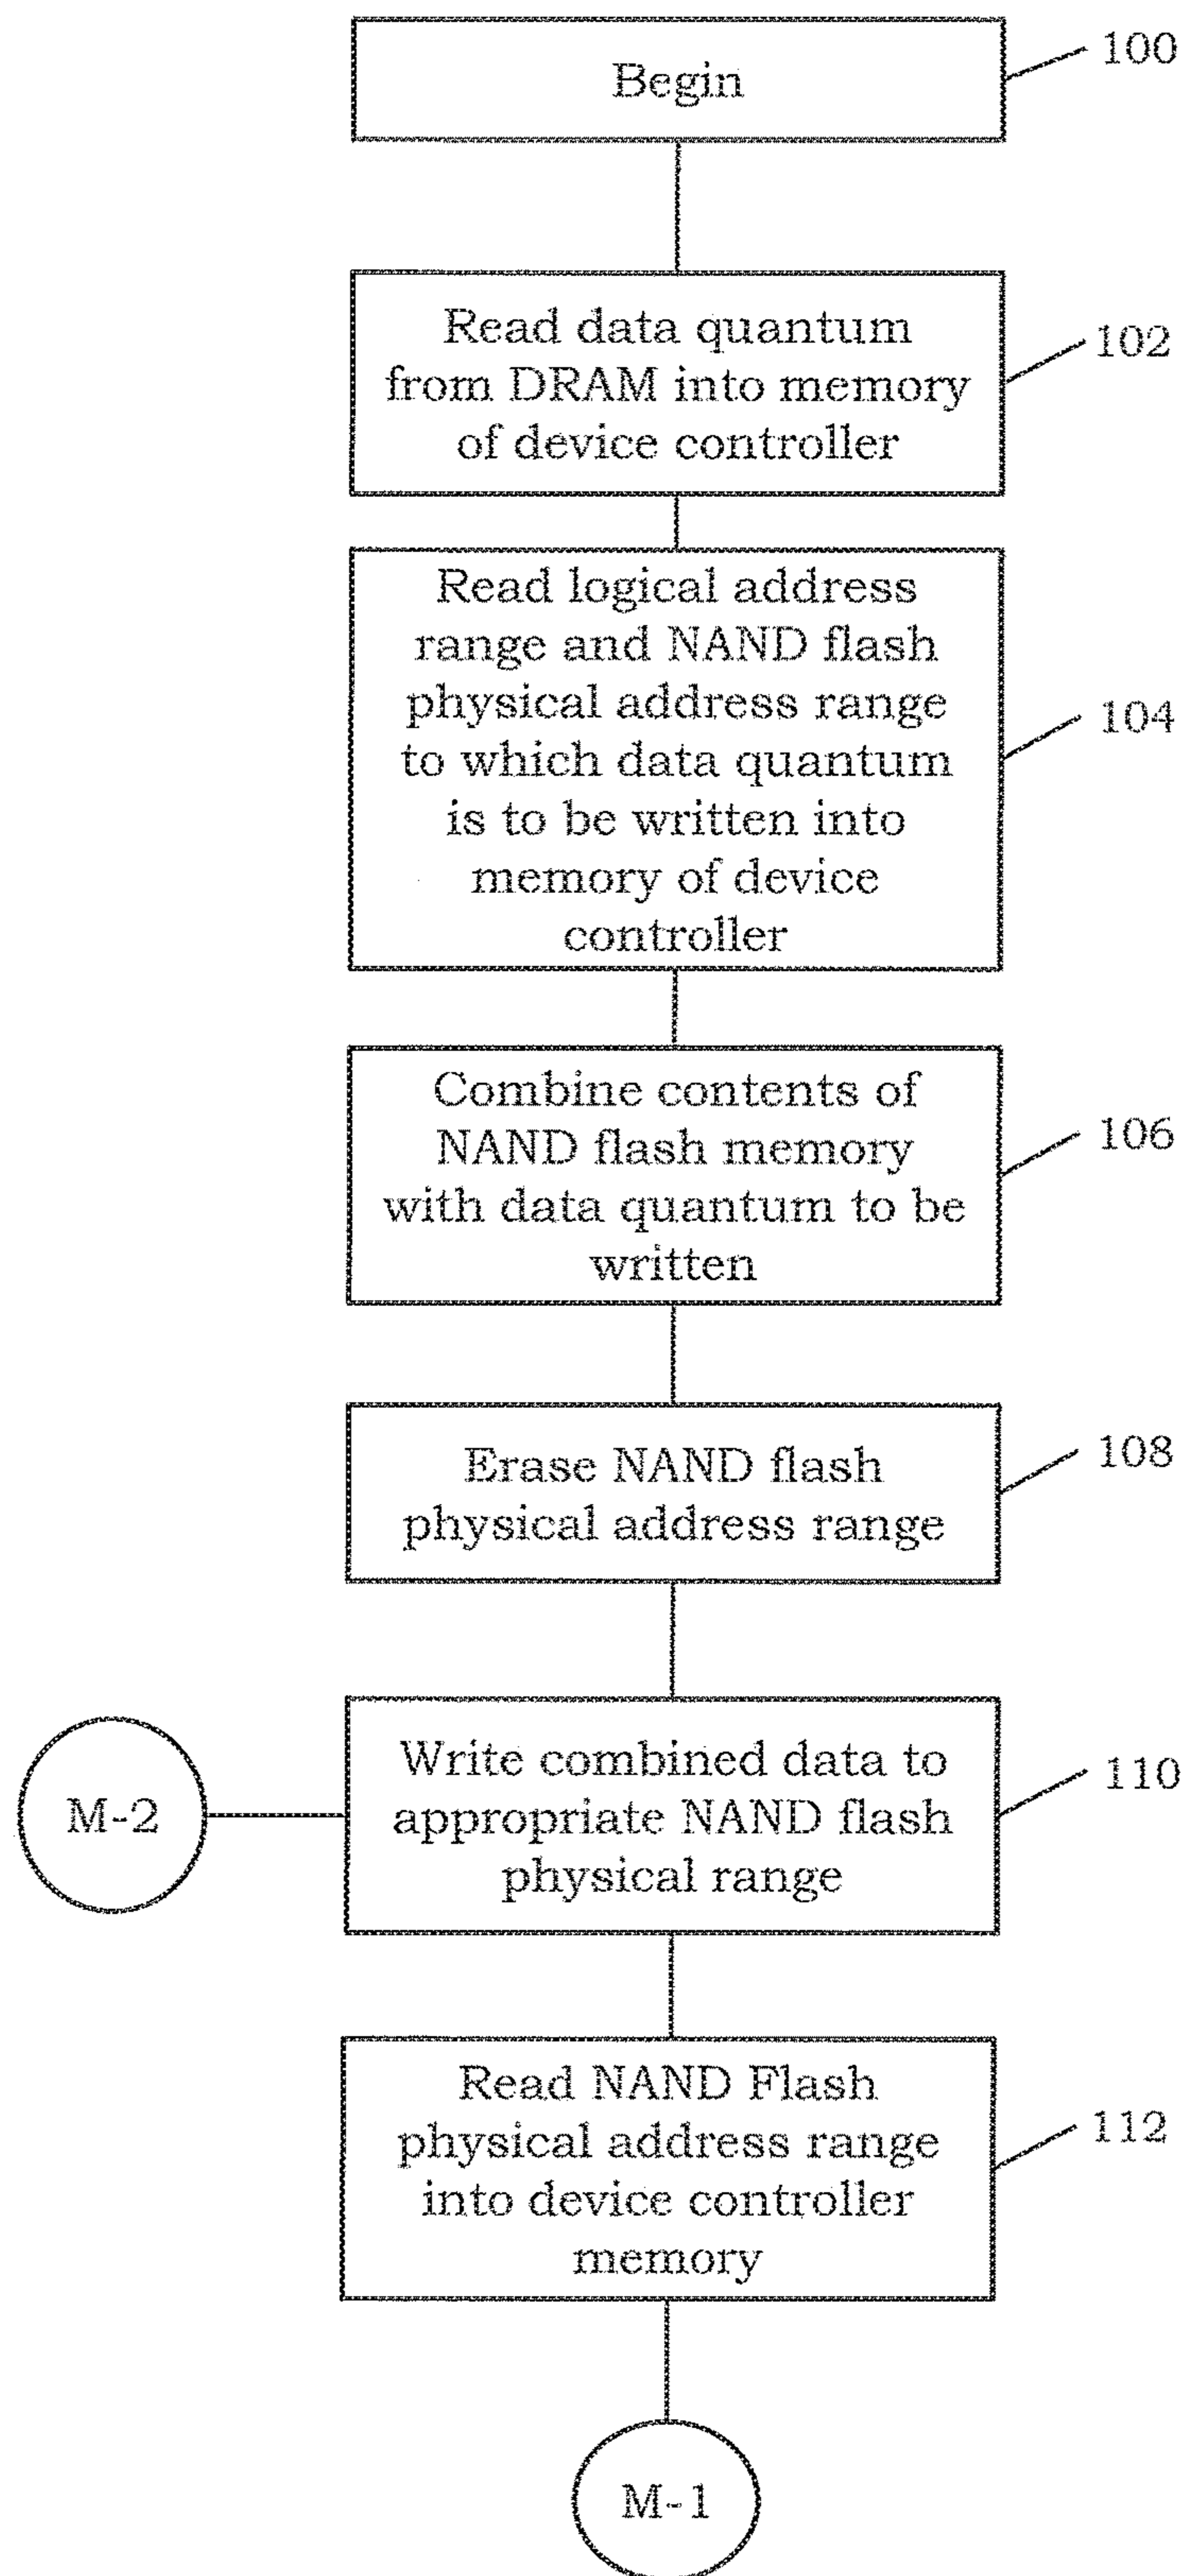 Begin
100
Read data quantum
from DRAM into memory
of device controller
102
Read logical address
range and NAND flash
physical address range
to which data quantum
is to be written into
memory of device
controller
104
Combine contents of
NAND flash memory
with data quantum to be
written
106
Erase NAND flash
physical address range
108
M-2
Write combined data to
appropriate NAND flash
physical range
110
Read NAND Flash
physical address range
into device controller
memory
112
M-1